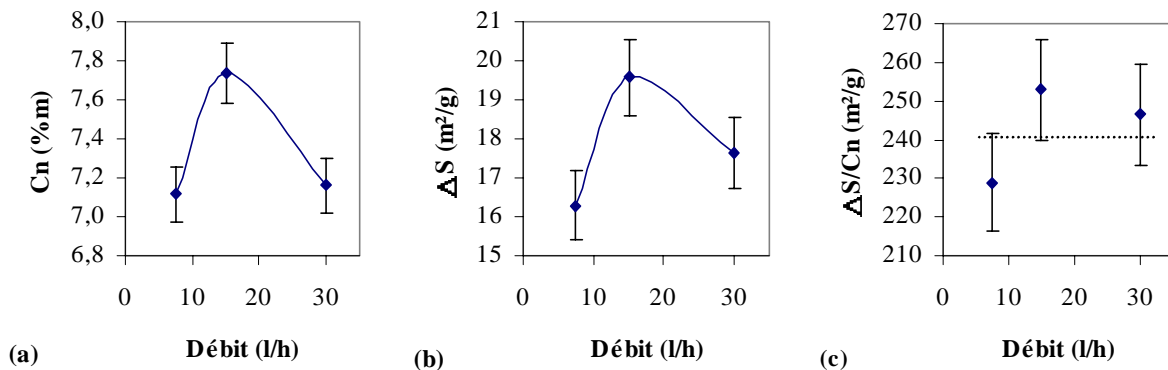 8,0
7,8
7,6
7,4
7,2
7,0
6,8
Cn (%m)
0 10 20 30
Débit (l/h)
(a)
21
20
19
18
17
16
15
ΔS (m²/g)
0 10 20 30
Débit (l/h)
(b)
270
260
250
240
230
220
210
ΔS/Cn (m²/g)
0 10 20 30
Débit (l/h)
(c)